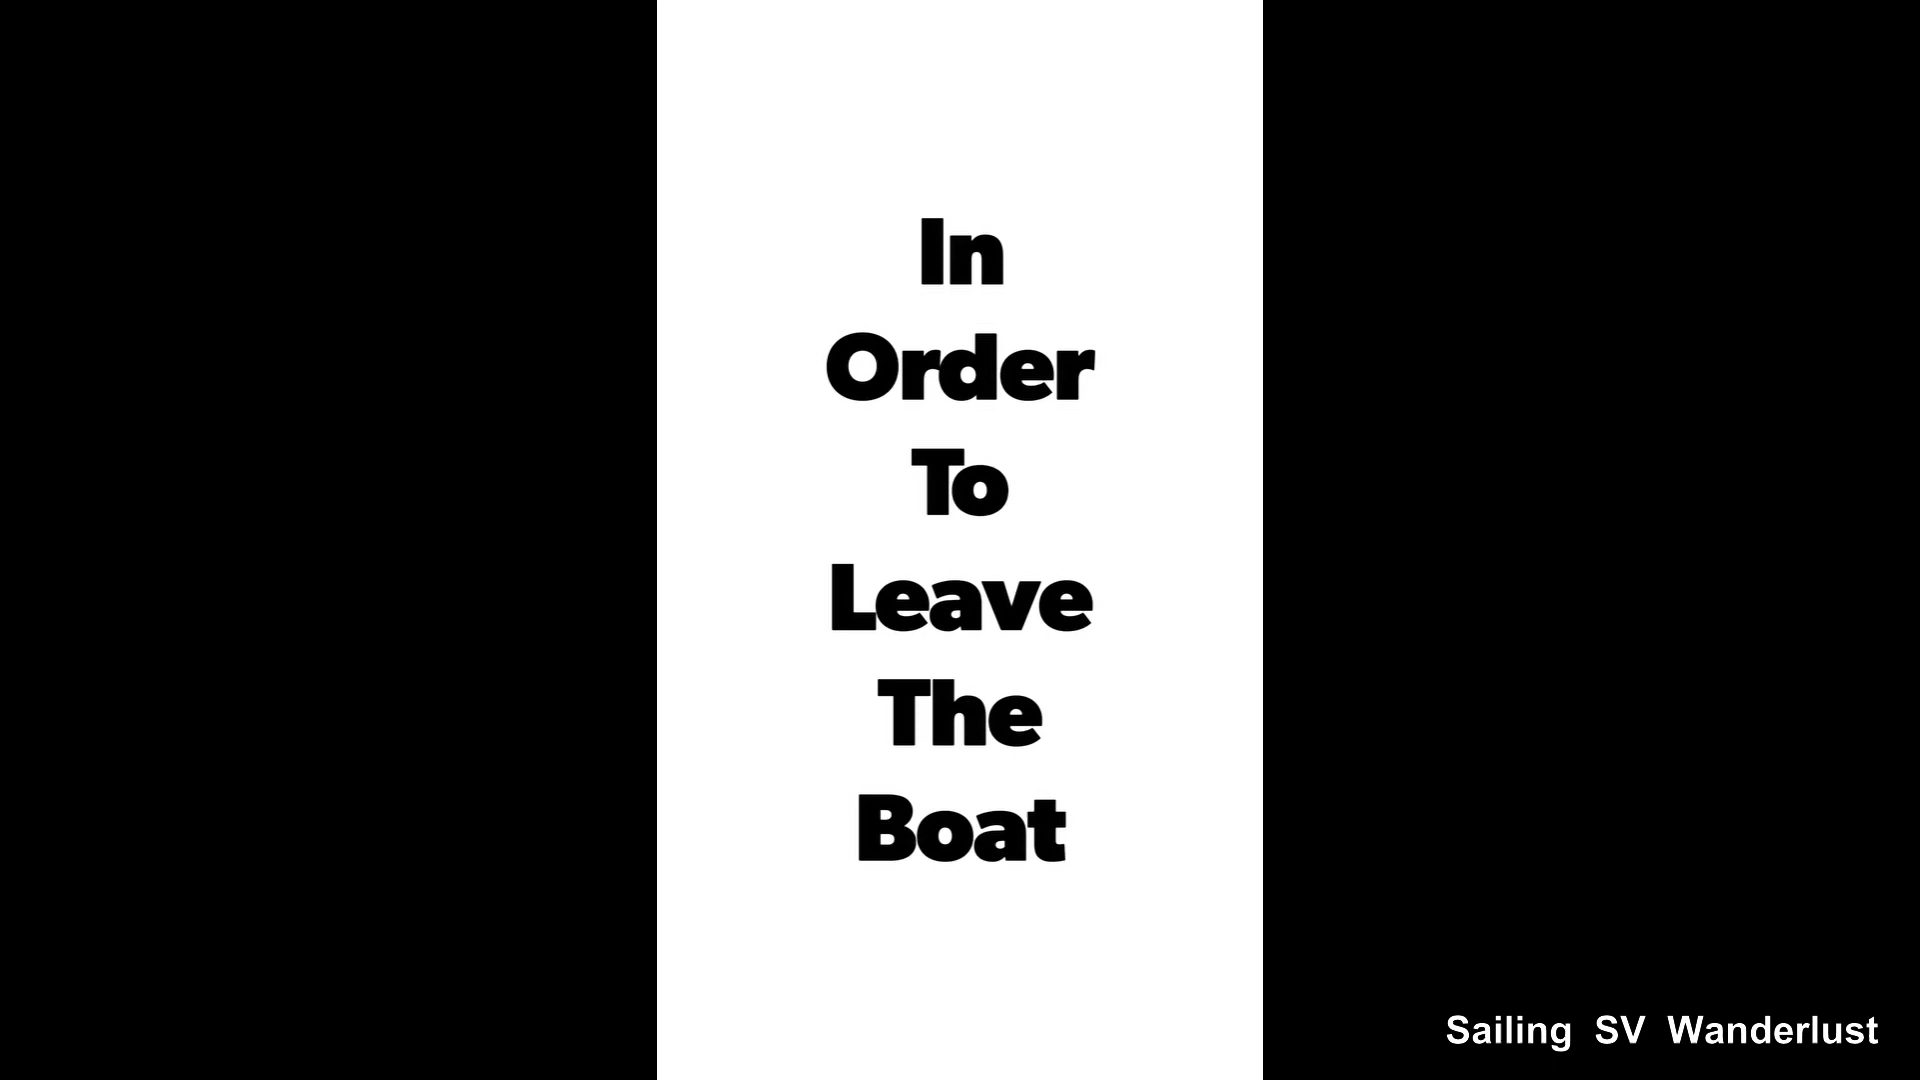 In
Order
To
Leave
The
Boat
Sailing SV Wanderlust